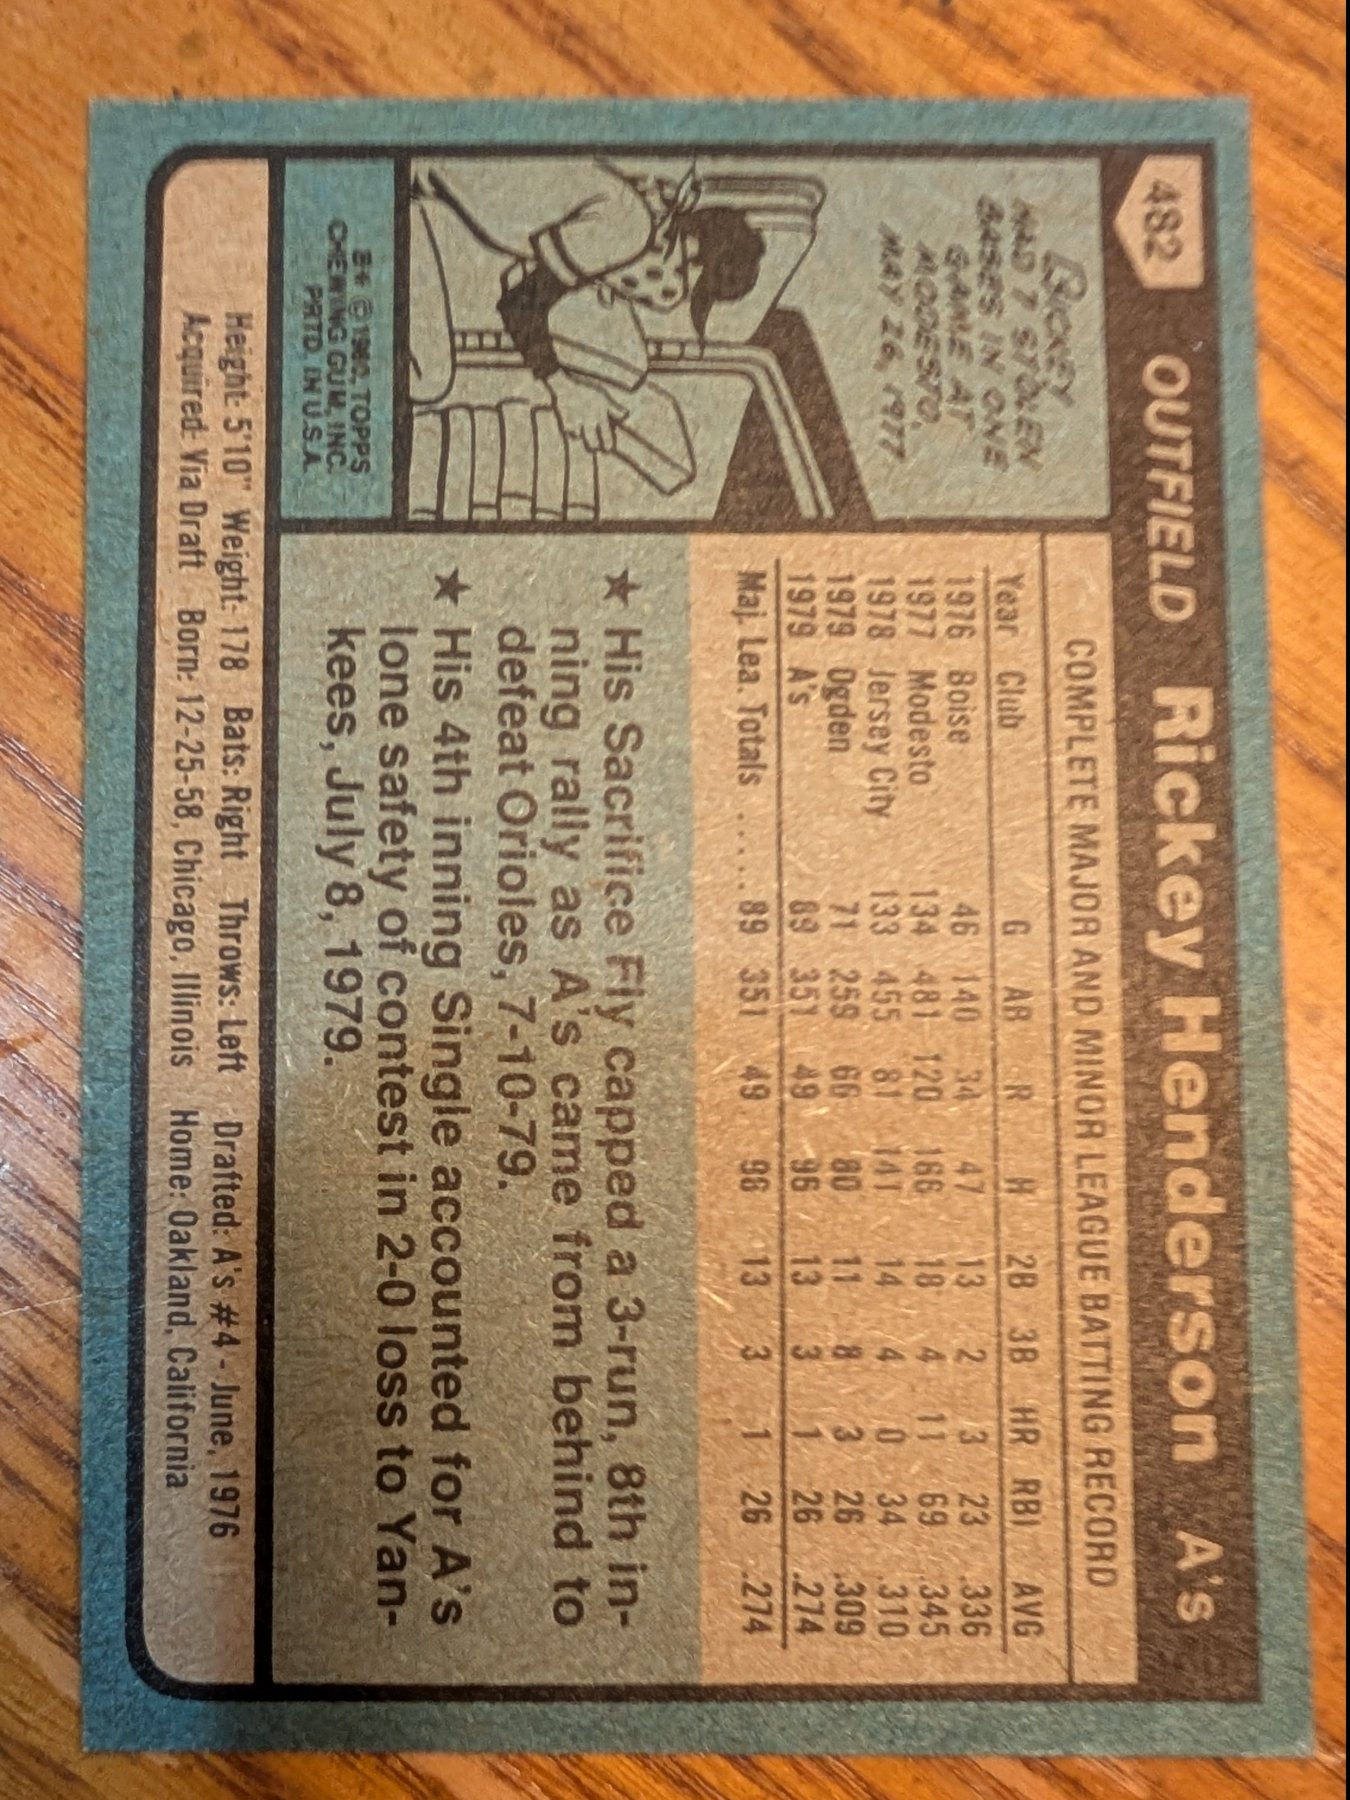 482 OUTFIELD Rickey Henderson A's
RICKEY
HAD 7 STOLEN
BASES IN ONE
GAME AT
MODESTO,
MAY 26, 1977
E* © 1980, TOPPS
CHEWING GUM, INC.
PRTD. IN U.S.A.
COMPLETE MAJOR AND MINOR LEAGUE BATTING RECORD
Year Club G AB R H 2B 3B HR RBI AVG
1976 Boise 46 140 34 47 13 2 3 23 .336
1977 Modesto 134 481 120 166 18 4 11 69 .345
1978 Jersey City 133 455 81 141 14 4 0 34 .310
1979 Ogden 71 259 66 80 11 8 3 26 .309
1979 A's 89 351 49 96 13 3 1 26 .274
Maj. Lea. Totals ..... 89 351 49 96 13 3 1 26 .274
★ His Sacrifice Fly capped a 3-run, 8th in-
ning rally as A's came from behind to
defeat Orioles, 7-10-79.
★ His 4th inning Single accounted for A's
lone safety of contest in 2-0 loss to Yan-
kees, July 8, 1979.
Height: 5'10" Weight: 178 Bats: Right Throws: Left Drafted: A's #4 - June, 1976
Acquired: Via Draft Born: 12-25-58, Chicago, Illinois Home: Oakland, California